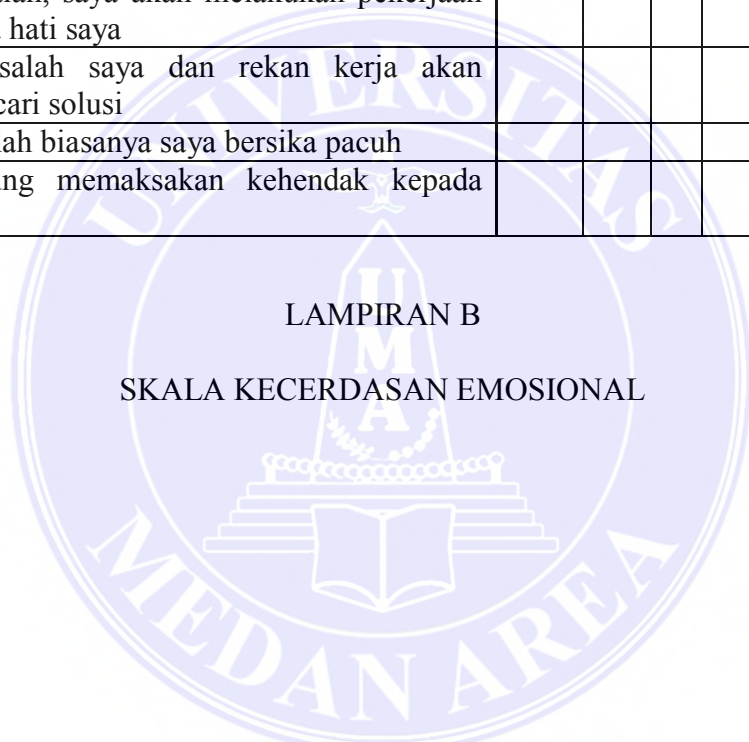 hati saya
salah saya dan rekan kerja akan
cari solusi
lah biasanya saya bersika pacuh
ng memaksakan kehendak kepada
LAMPIRAN B
SKALA KECERDASAN EMOSIONAL
UNIVERSITAS
UMA
MEDAN AREA